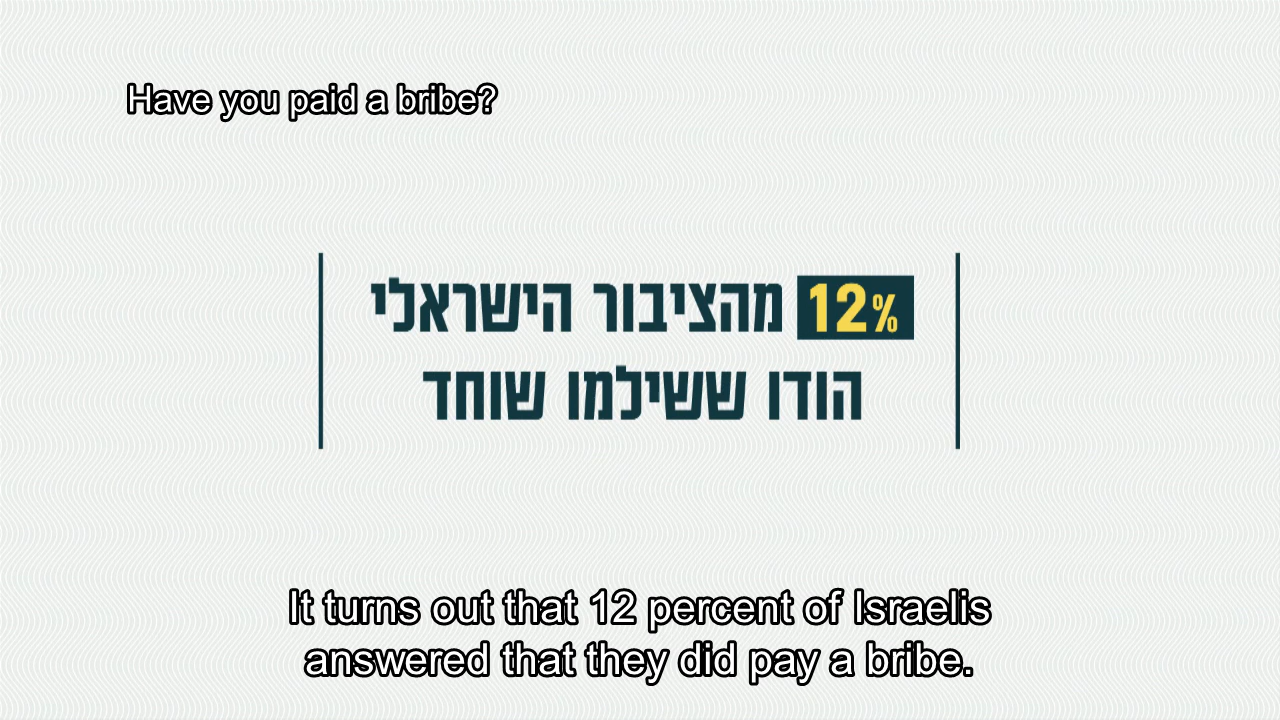 Have you paid a bribe?
12% מהציבור הישראלי
הודו ששילמו שוחד
It turns out that 12 percent of Israelis
answered that they did pay a bribe.